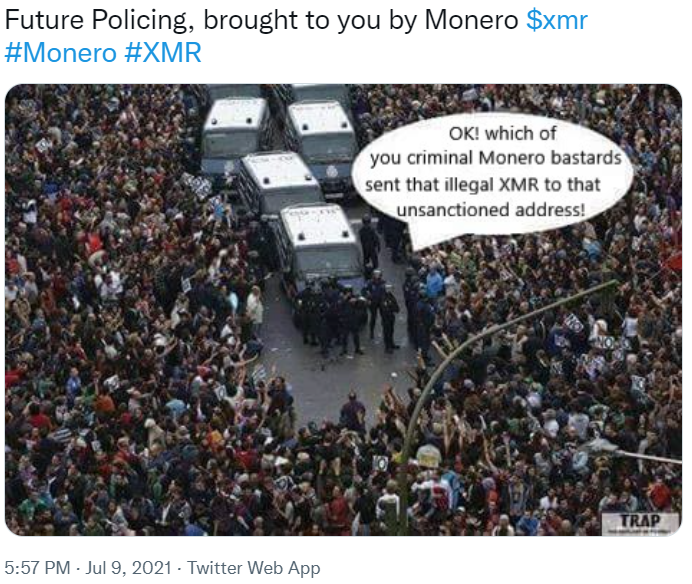 Future Policing, brought to you by Monero $xmr
#Monero #XMR
OK! which of
you criminal Monero bastards
sent that illegal XMR to that
unsanctioned address!
NO
TRAP
5:57 PM · Jul 9, 2021 · Twitter Web App